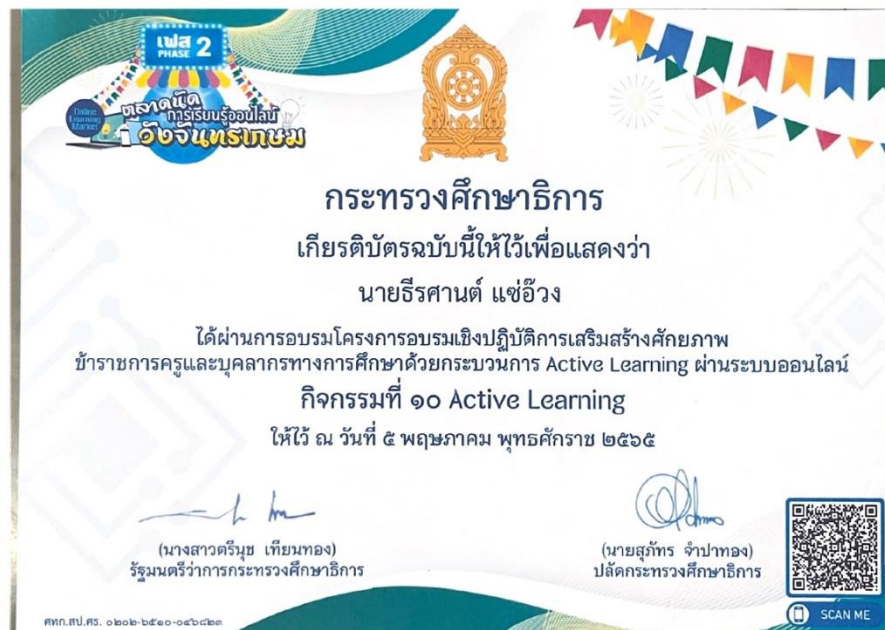 เฟส 2
PHASE
Online
Learning
Market
ตลาดนัด
การเรียนรู้ออนไลน์
วังจันทรเกษม
กระทรวงศึกษาธิการ
เกียรติบัตรฉบับนี้ให้ไว้เพื่อแสดงว่า
นายธีรศานต์ แซ่อ๊วง
ได้ผ่านการอบรมโครงการอบรมเชิงปฏิบัติการเสริมสร้างศักยภาพ
ข้าราชการครูและบุคลากรทางการศึกษาด้วยกระบวนการ Active Learning ผ่านระบบออนไลน์
กิจกรรมที่ ๑๐ Active Learning
ให้ไว้ ณ วันที่ ๕ พฤษภาคม พุทธศักราช ๒๕๖๕
(นางสาวตรีนุช เทียนทอง)
รัฐมนตรีว่าการกระทรวงศึกษาธิการ
(นายสุภัทร จำปาทอง)
ปลัดกระทรวงศึกษาธิการ
ศทก.สป.ศธ. ๐๒๐๒-๖๕๑๐-๐๔๖๘๒๓
SCAN ME